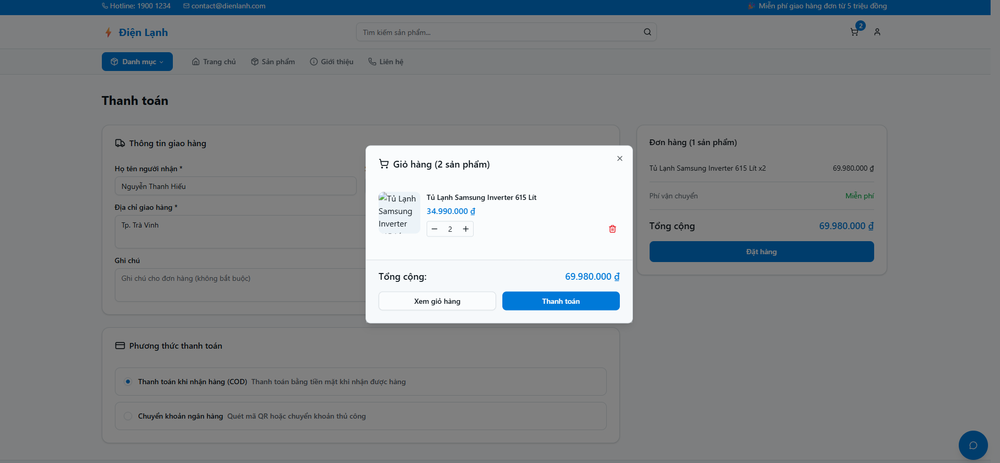 Hotline: 1900 1234
contact@dienlanh.com
Miễn phí giao hàng đơn từ 5 triệu đồng
Điện Lạnh
Tìm kiếm sản phẩm...
2
Danh mục
Trang chủ
Sản phẩm
Giới thiệu
Liên hệ
Thanh toán
Thông tin giao hàng
Họ tên người nhận *
Nguyễn Thanh Hiếu
Địa chỉ giao hàng *
Tp. Trà Vinh
Ghi chú
Ghi chú cho đơn hàng (không bắt buộc)
Giỏ hàng (2 sản phẩm)
Tủ Lạnh
Samsung
Inverter
Tủ Lạnh Samsung Inverter 615 Lít
34.990.000 ₫
2
Tổng cộng:
69.980.000 ₫
Xem giỏ hàng
Thanh toán
Đơn hàng (1 sản phẩm)
Tủ Lạnh Samsung Inverter 615 Lít x2
69.980.000 ₫
Phí vận chuyển
Miễn phí
Tổng cộng
69.980.000 ₫
Đặt hàng
Phương thức thanh toán
Thanh toán khi nhận hàng (COD) Thanh toán bằng tiền mặt khi nhận được hàng
Chuyển khoản ngân hàng Quét mã QR hoặc chuyển khoản thủ công